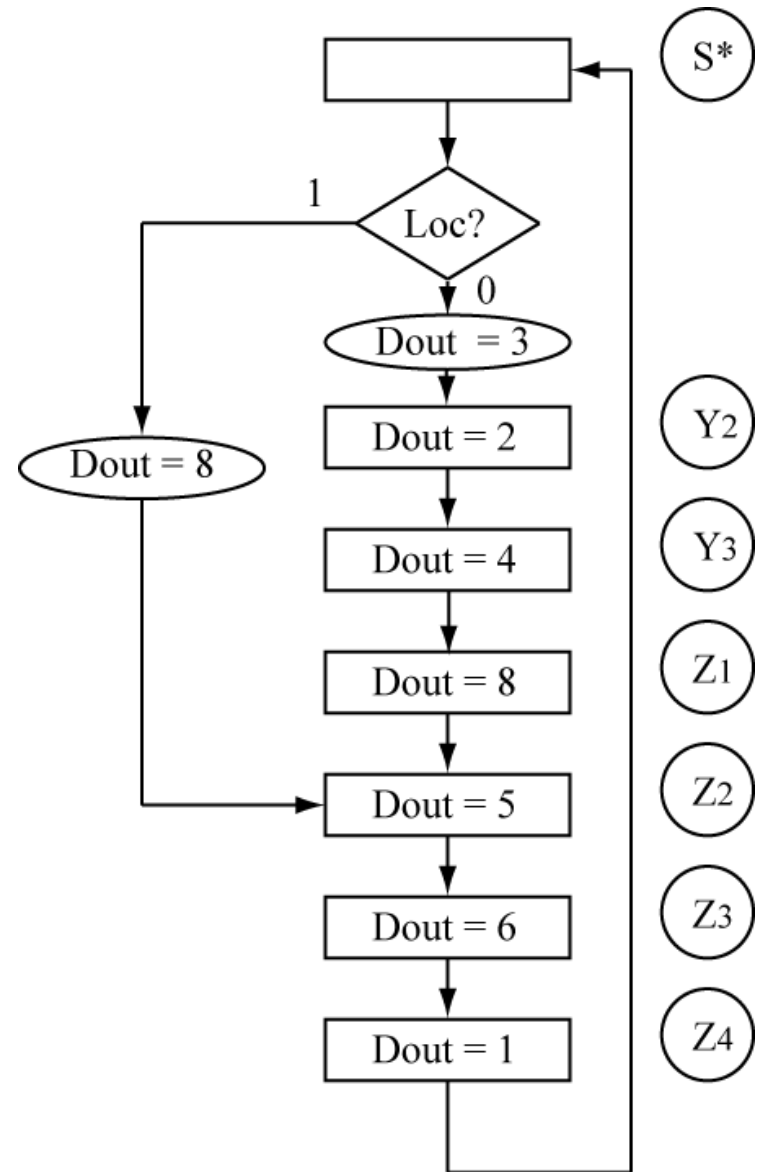 S*
1
Loc?
0
Dout = 3
Dout = 2
Y2
Dout = 8
Dout = 4
Y3
Dout = 8
Z1
Dout = 5
Z2
Dout = 6
Z3
Dout = 1
Z4